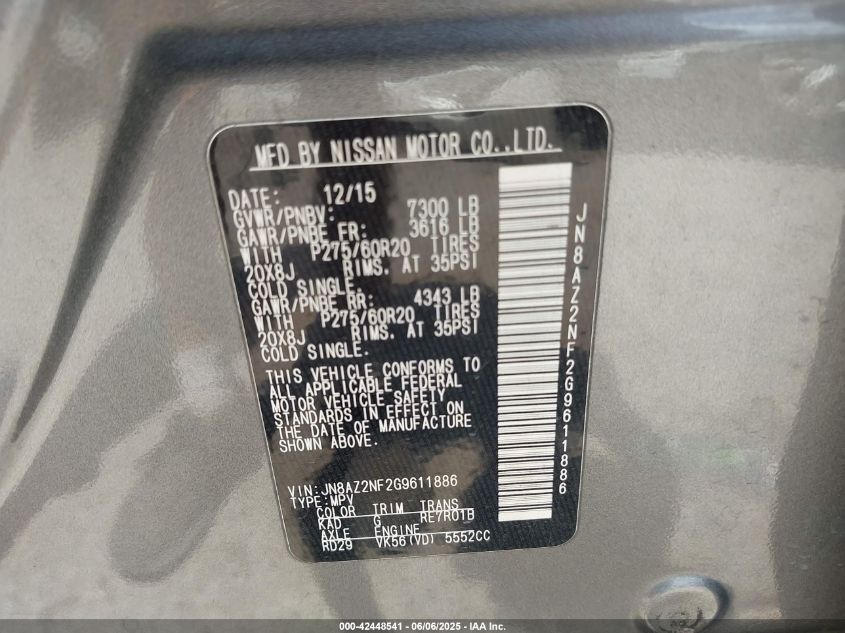 MFD BY NISSAN MOTOR CO.,LTD.
DATE: 12/15
GVWR/PNBV: 7300 LB
GAWR/PNBE FR: 3616 LB
WITH P275/60R20 TIRES
20X8J RIMS. AT 35PSI
COLD SINGLE.
GAWR/PNBE RR: 4343 LB
WITH P275/60R20 TIRES
20X8J RIMS. AT 35PSI
COLD SINGLE.
THIS VEHICLE CONFORMS TO
ALL APPLICABLE FEDERAL
MOTOR VEHICLE SAFETY
STANDARDS IN EFFECT ON
THE DATE OF MANUFACTURE
SHOWN ABOVE.
VIN:JN8AZ2NF2G9611886
TYPE:MPV
COLOR TRIM TRANS
KAD G RE7R01B
AXLE ENGINE
RD29 VK56(VD) 5552CC
JN8AZ2NF2G9611886
000-42448541 - 06/06/2025 - IAA Inc.